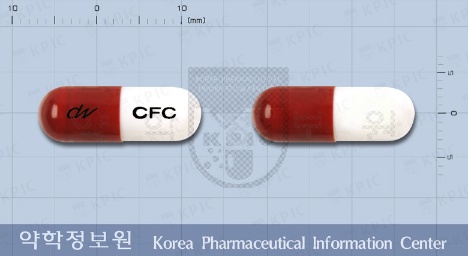 10 0 10
(mm)
dw CFC
5
0
5
약학정보원 Korea Pharmaceutical Information Center